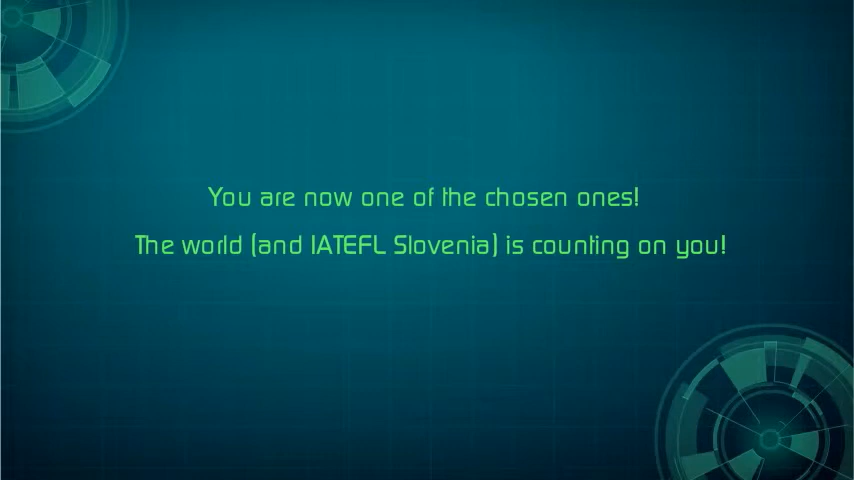 You are now one of the chosen ones!
The world (and IATEFL Slovenia) is counting on you!